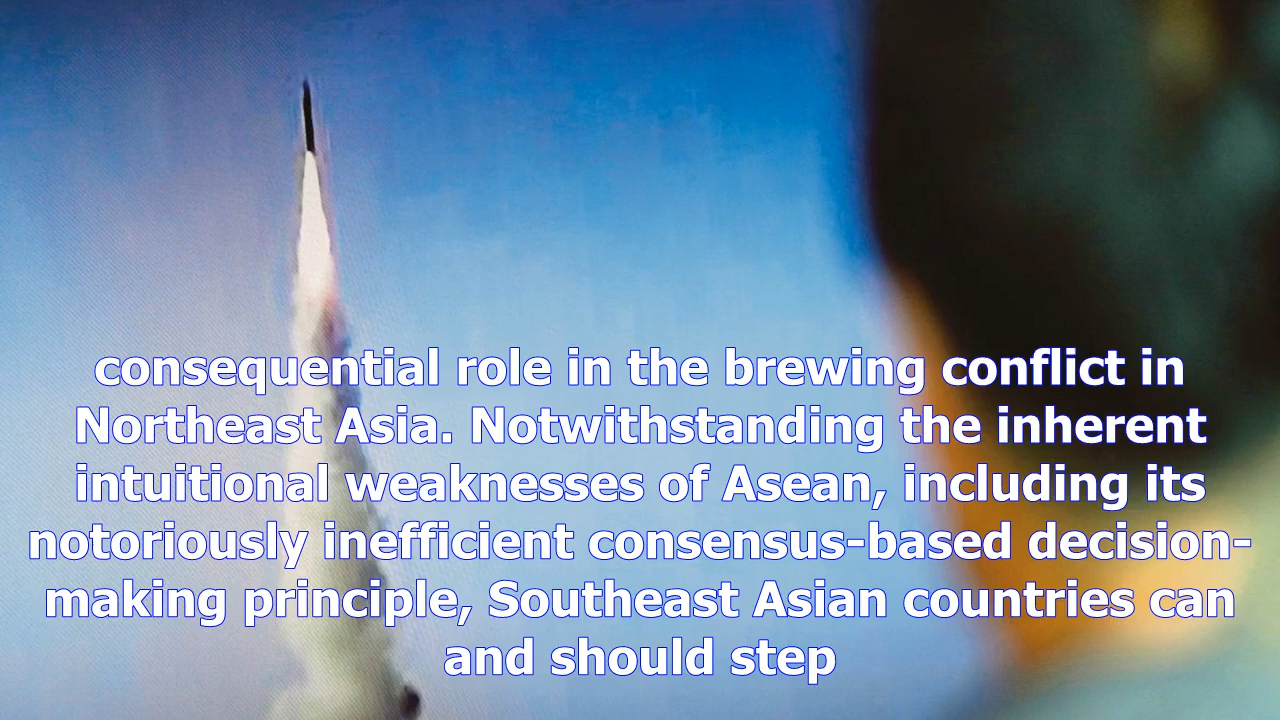 consequential role in the brewing conflict in
Northeast Asia. Notwithstanding the inherent
intuitional weaknesses of Asean, including its
notoriously inefficient consensus-based decision-
making principle, Southeast Asian countries can
and should step